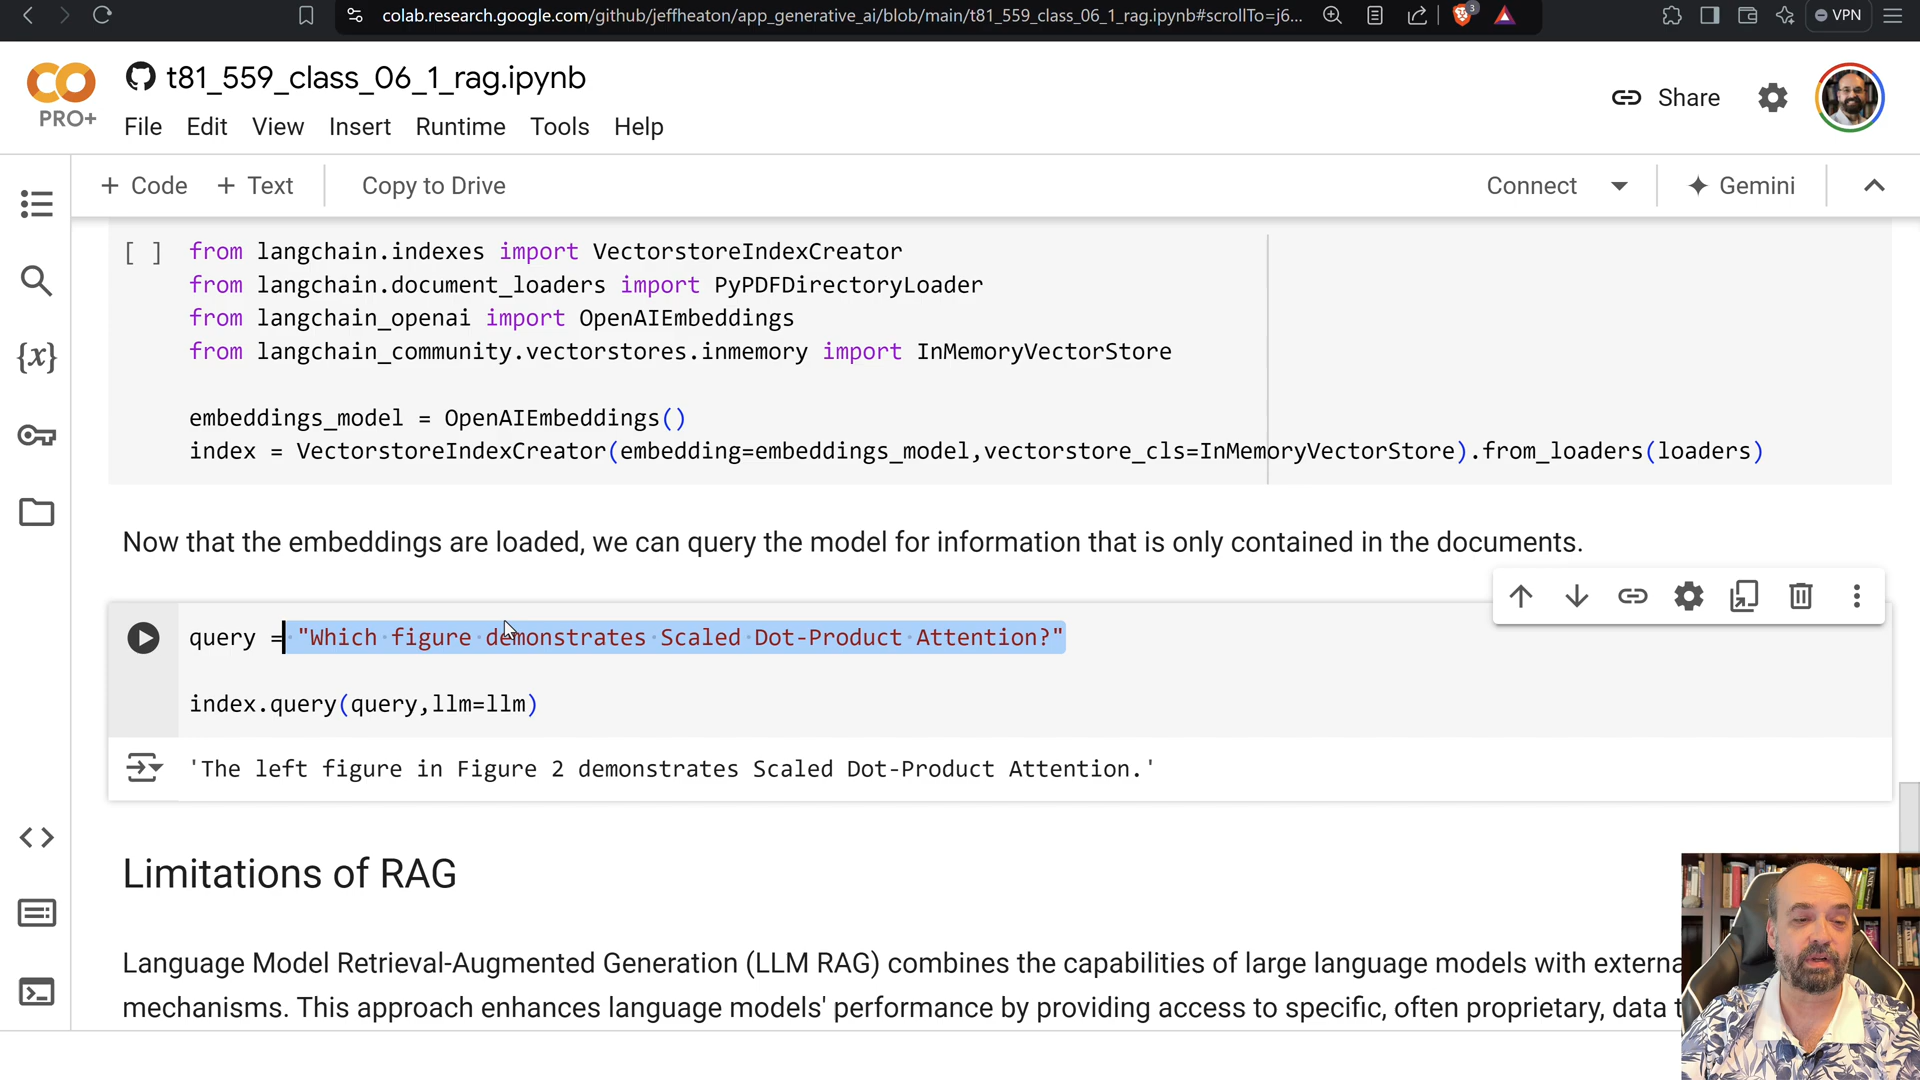 colab.research.google.com/github/jeffheaton/app_generative_ai/blob/main/t81_559_class_06_1_rag.ipynb#scrollTo=j6...
3
VPN
PRO+
t81_559_class_06_1_rag.ipynb
Share
File Edit View Insert Runtime Tools Help
+ Code + Text Copy to Drive
Connect
Gemini
[ ] from langchain.indexes import VectorstoreIndexCreator
from langchain.document_loaders import PyPDFDirectoryLoader
from langchain_openai import OpenAIEmbeddings
from langchain_community.vectorstores.inmemory import InMemoryVectorStore
embeddings_model = OpenAIEmbeddings()
index = VectorstoreIndexCreator(embedding=embeddings_model,vectorstore_cls=InMemoryVectorStore).from_loaders(loaders)
Now that the embeddings are loaded, we can query the model for information that is only contained in the documents.
query = "Which figure demonstrates Scaled Dot-Product Attention?"
index.query(query,llm=llm)
'The left figure in Figure 2 demonstrates Scaled Dot-Product Attention.'
Limitations of RAG
Language Model Retrieval-Augmented Generation (LLM RAG) combines the capabilities of large language models with externa
mechanisms. This approach enhances language models' performance by providing access to specific, often proprietary, data t